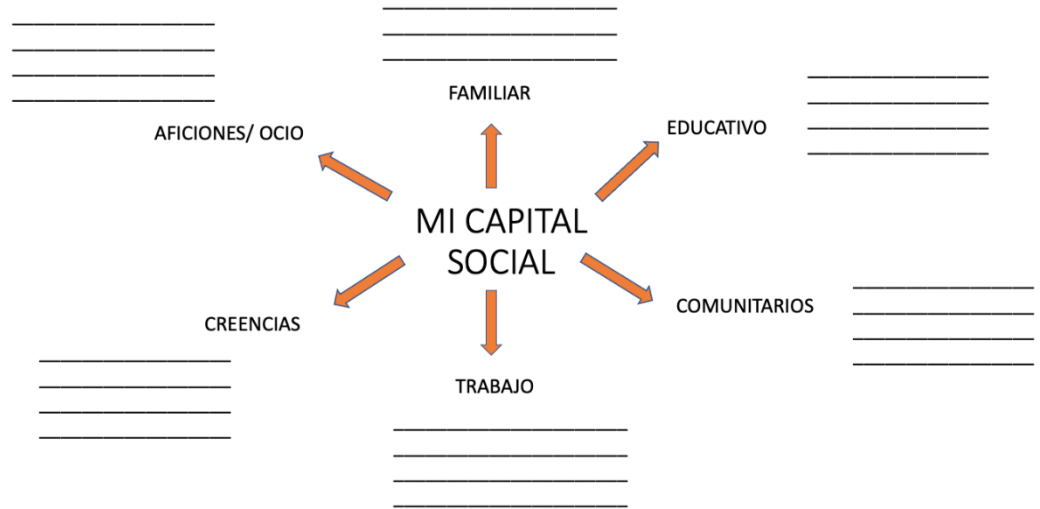 FAMILIAR
AFICIONES/ OCIO
EDUCATIVO
MI CAPITAL
SOCIAL
COMUNITARIOS
CREENCIAS
TRABAJO